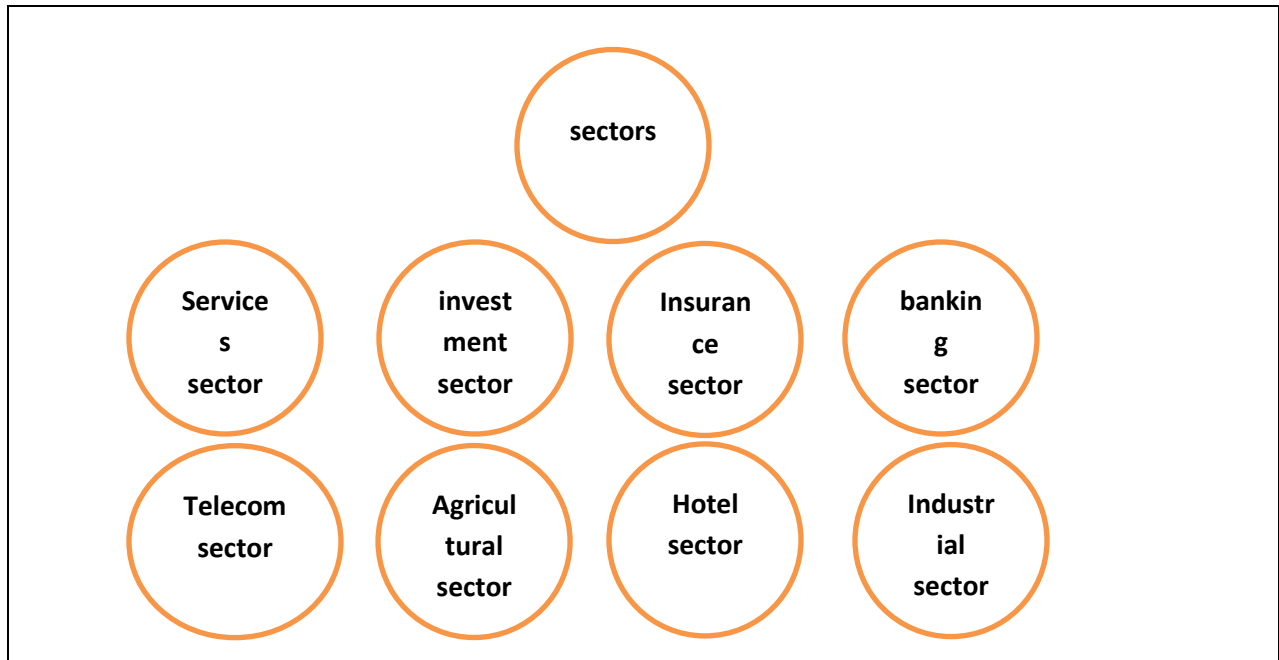 sectors
Service
s
sector
invest
ment
sector
Insuran
ce
sector
bankin
g
sector
Telecom
sector
Agricul
tural
sector
Hotel
sector
Industr
ial
sector